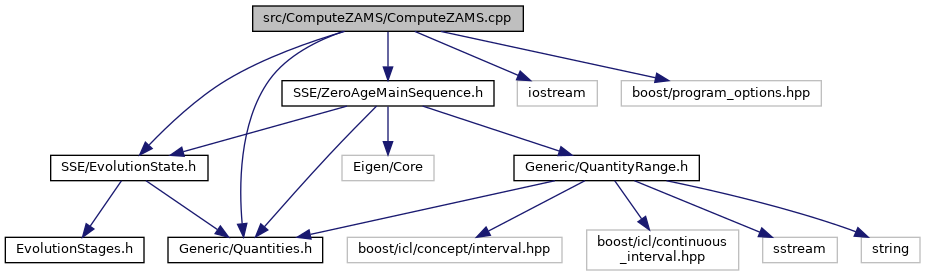 src/ComputeZAMS/ComputeZAMS.cpp
SSE/ZeroAgeMainSequence.h
iostream
boost/program_options.hpp
SSE/EvolutionState.h
Eigen/Core
Generic/QuantityRange.h
EvolutionStages.h
Generic/Quantities.h
boost/icl/concept/interval.hpp
boost/icl/continuous
_interval.hpp
sstream
string